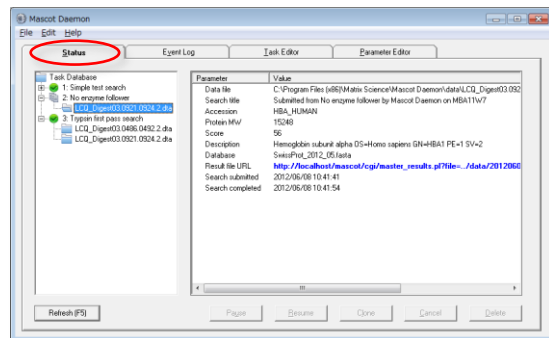 Mascot Daemon
File Edit Help
Status Event Log Task Editor Parameter Editor
Task Database
1: Simple test search
2: No enzyme follower
LCQ_Digest03.0921.0924.2.dta
3: Trypsin first pass search
LCQ_Digest03.0486.0492.2.dta
LCQ_Digest03.0921.0924.2.dta
Parameter Value
Data file C:\Program Files (x86)\Matrix Science\Mascot Daemon\data\LCQ_Digest03.092
Search title Submitted from No enzyme follower by Mascot Daemon on MBA11W7
Accession HBA_HUMAN
Protein MW 15248
Score 56
Description Hemoglobin subunit alpha OS=Homo sapiens GN=HBA1 PE=1 SV=2
Database SwissProt_2012_05.fasta
Result file URL http://localhost/mascot/cgi/master_results.pl?file=../data/2012060
Search submitted 2012/06/08 10:41:41
Search completed 2012/06/08 10:41:54
Refresh (F5) Pause Resume Clone Cancel Delete